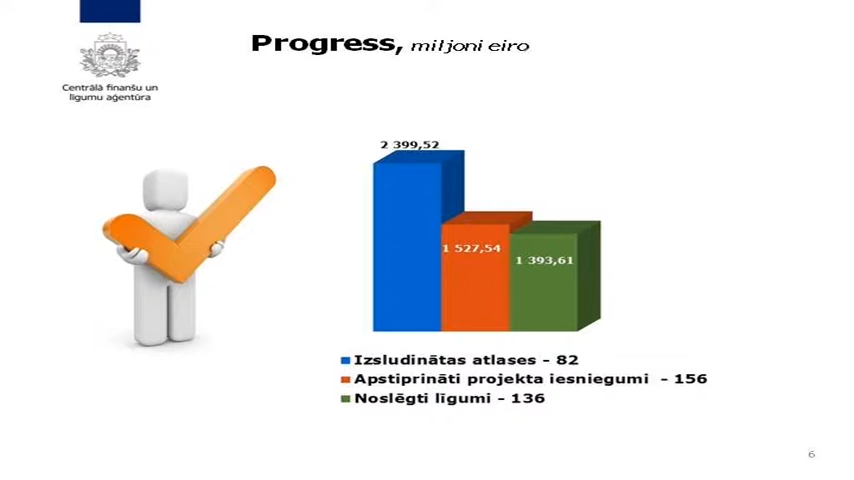 Progress, miljoni eiro
Centrālā finanšu un
līgumu aģentūra
2 399,52
1 527,54
1 393,61
Izsludinātas atlases - 82
Apstiprināti projekta iesniegumi - 156
Noslēgti līgumi - 136
6